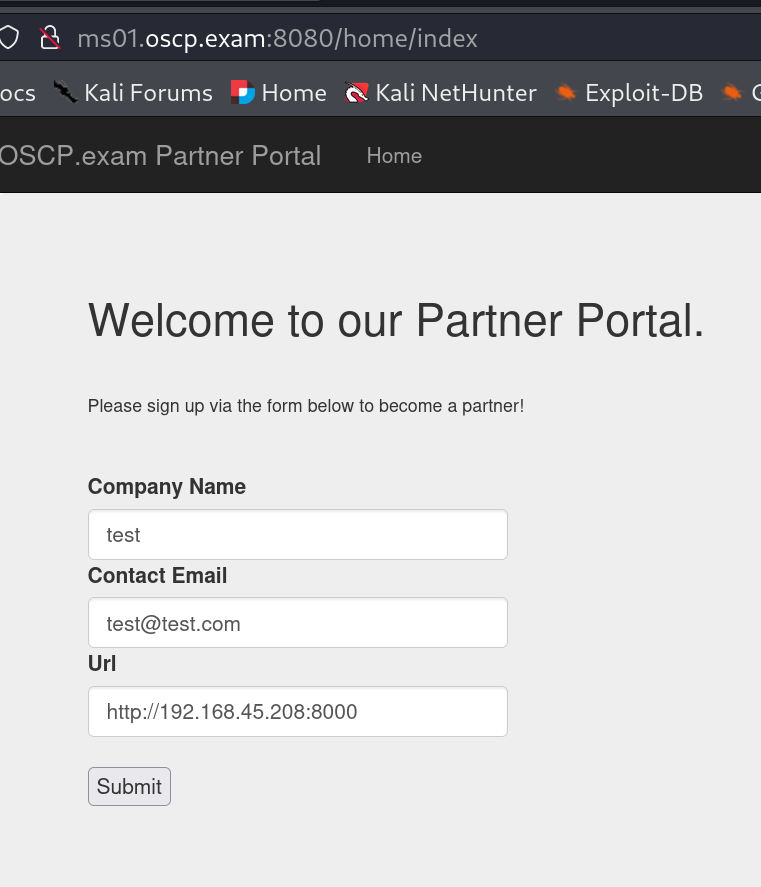 ms01.oscp.exam:8080/home/index
ocs Kali Forums Home Kali NetHunter Exploit-DB G
OSCP.exam Partner Portal Home
Welcome to our Partner Portal.
Please sign up via the form below to become a partner!
Company Name
test
Contact Email
test@test.com
Url
http://192.168.45.208:8000
Submit